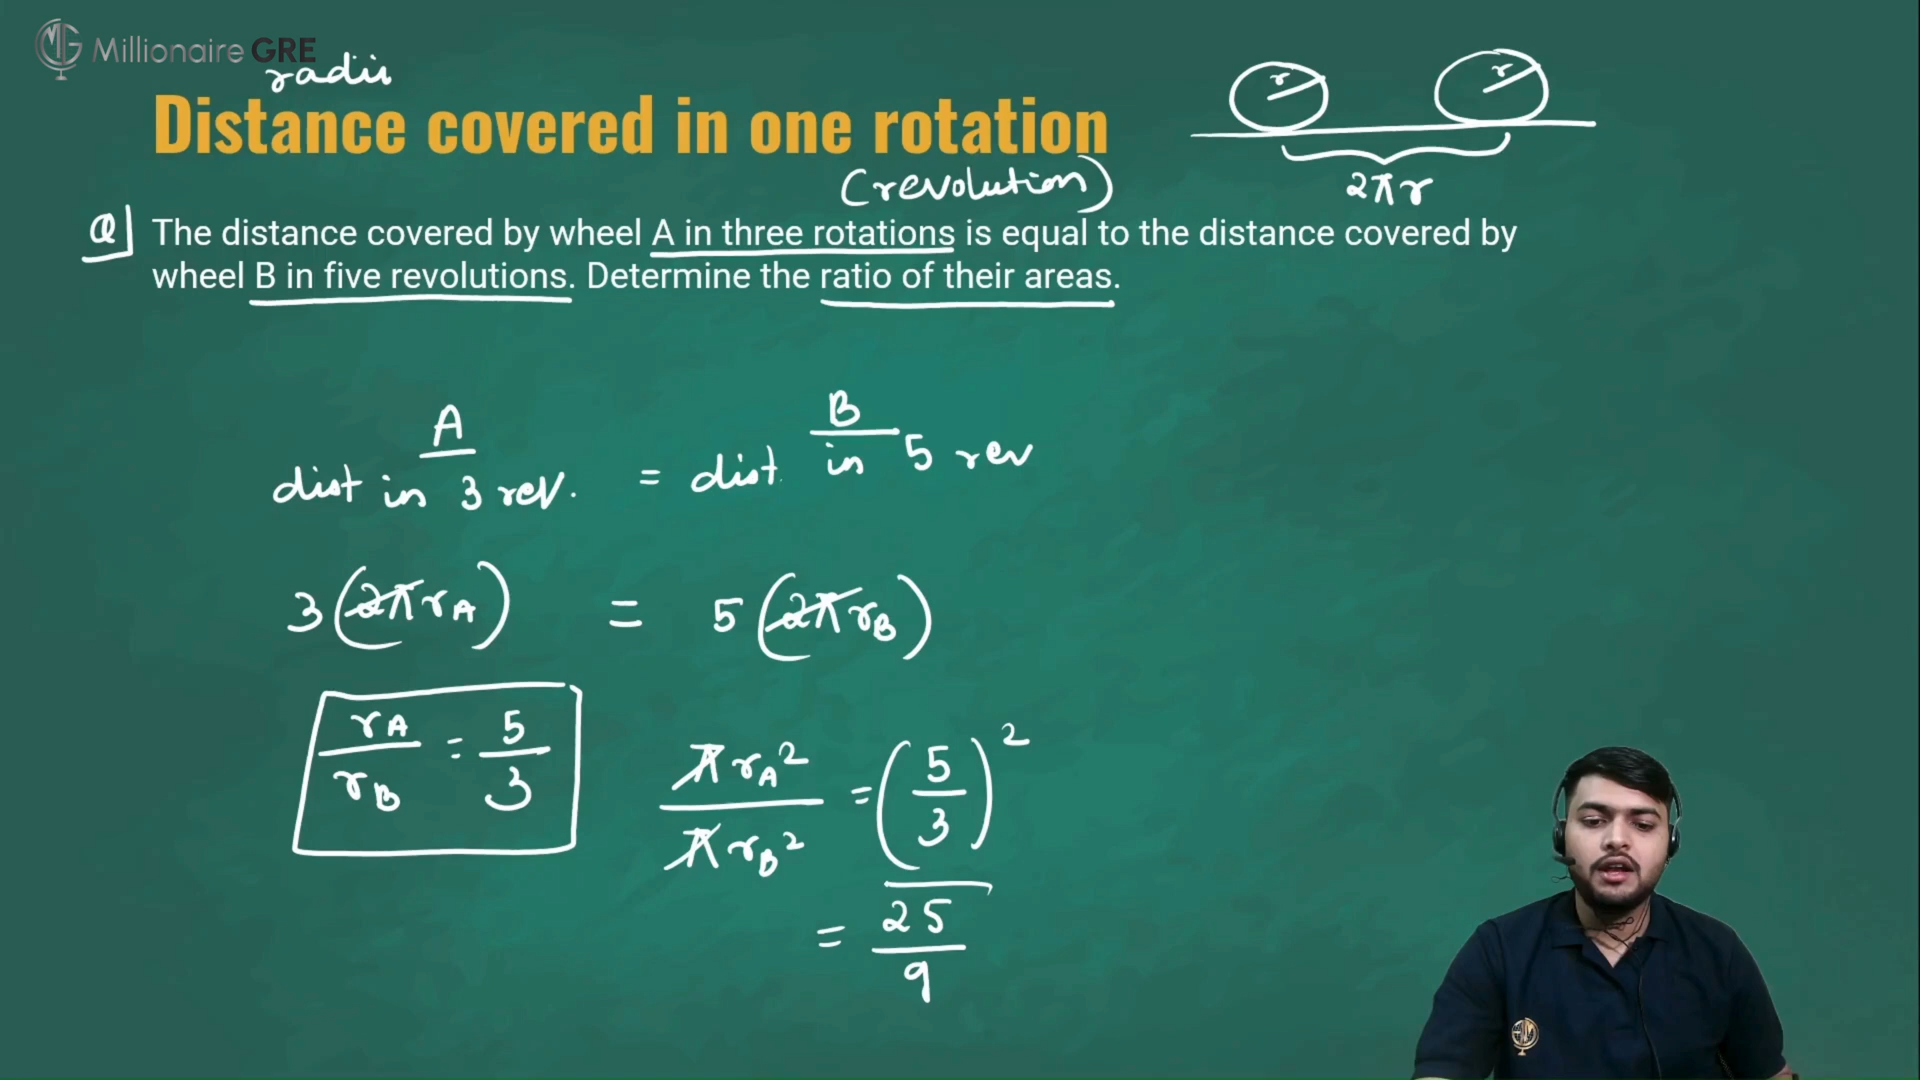 MG Millionaire GRE
radii
Distance covered in one rotation
(revolution)
r r
2πr
Q] The distance covered by wheel A in three rotations is equal to the distance covered by
wheel B in five revolutions. Determine the ratio of their areas.
A B
dist in 3 rev. = dist. in 5 rev
3(2πrA) = 5(2πrB)
rA/rB = 5/3
πrA²/πrB² = (5/3)²
= 25/9